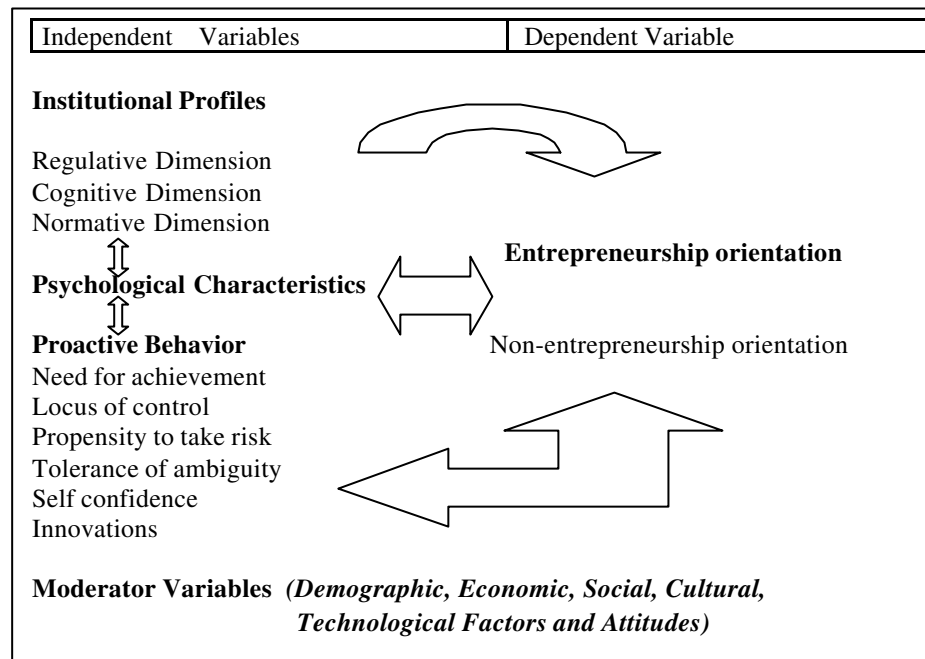 Independent Variables Dependent Variable
Institutional Profiles
Regulative Dimension
Cognitive Dimension
Normative Dimension
Entrepreneurship orientation
Psychological Characteristics
Proactive Behavior
Non-entrepreneurship orientation
Need for achievement
Locus of control
Propensity to take risk
Tolerance of ambiguity
Self confidence
Innovations
Moderator Variables (Demographic, Economic, Social, Cultural,
Technological Factors and Attitudes)